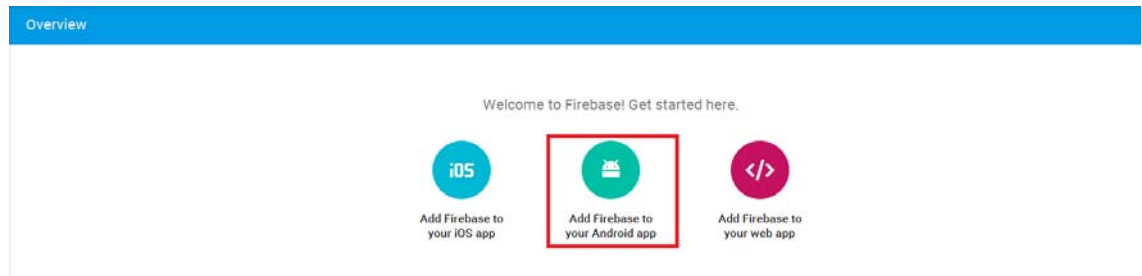 Overview
Welcome to Firebase! Get started here.
iOS
</>
Add Firebase to
your iOS app
Add Firebase to
your Android app
Add Firebase to
your web app